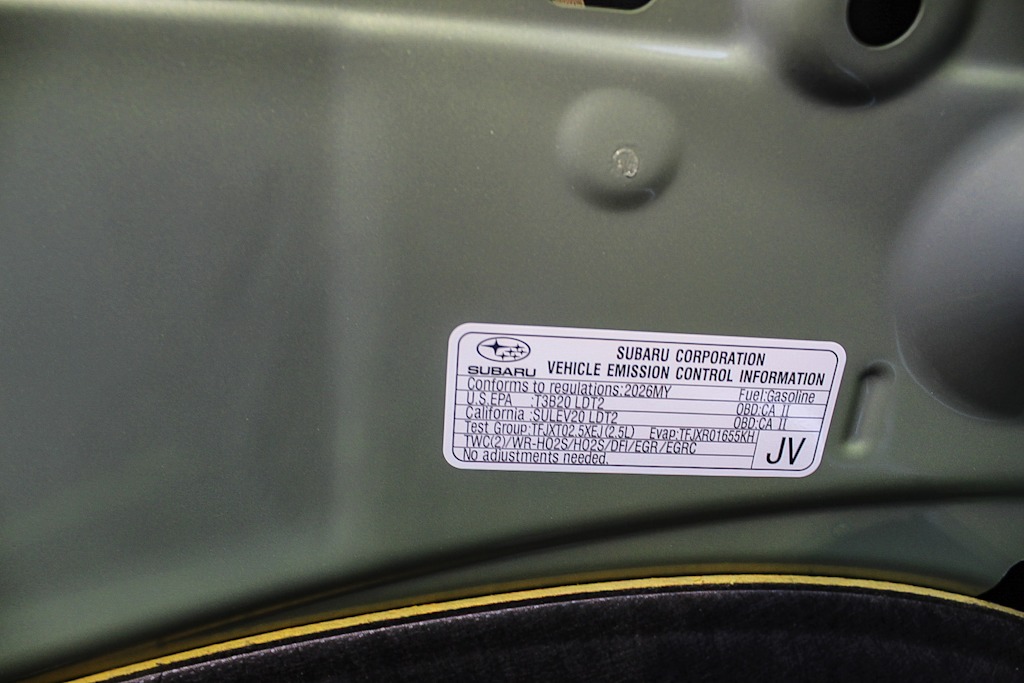 SUBARU
SUBARU CORPORATION
VEHICLE EMISSION CONTROL INFORMATION
Conforms to regulations:2026MY Fuel:Gasoline
U.S.EPA :T3B20 LDT2 OBD:CA II
California :SULEV20 LDT2 OBD:CA II
Test Group:TFJXT02.5XEJ(2.5L) Evap:TFJXR01655KH
TWC(2)/WR-HO2S/HO2S/DFI/EGR/EGRC
No adjustments needed.
JV